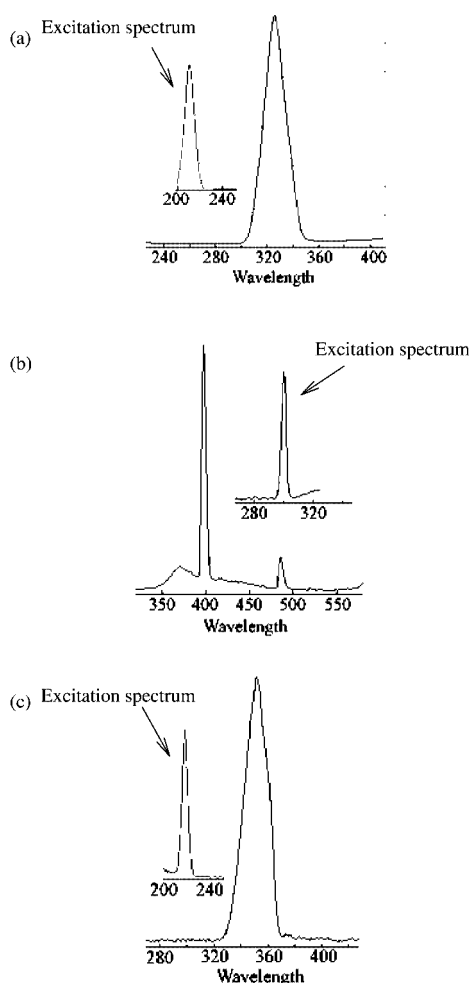 (a) Excitation spectrum
200 240
240 280 320 360 400
Wavelength
(b) Excitation spectrum
280 320
350 400 450 500 550
Wavelength
(c) Excitation spectrum
200 240
280 340 360 400
Wavelength